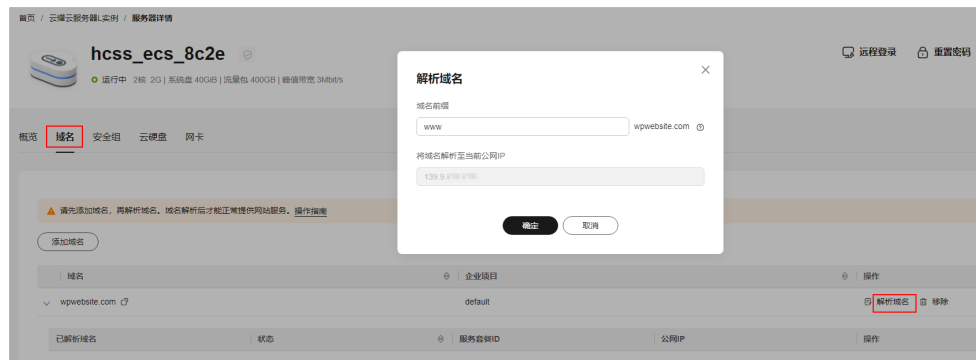 首页 / 云耀云服务器L实例 / 服务器详情
hcss_ecs_8c2e
运行中 2核 2G | 系统盘 40GiB | 流量包 400GB | 峰值带宽 3Mbit/s
远程登录 重置密码
概览 域名 安全组 云硬盘 网卡
解析域名
域名前缀
www wpwebsite.com
将域名解析至当前公网IP
139.9.
确定 取消
请先添加域名，再解析域名。域名解析后才能正常提供网站服务。操作指南
添加域名
域名 企业项目 操作
wpwebsite.com default 解析域名 移除
已解析域名 状态 服务套餐ID 公网IP 操作